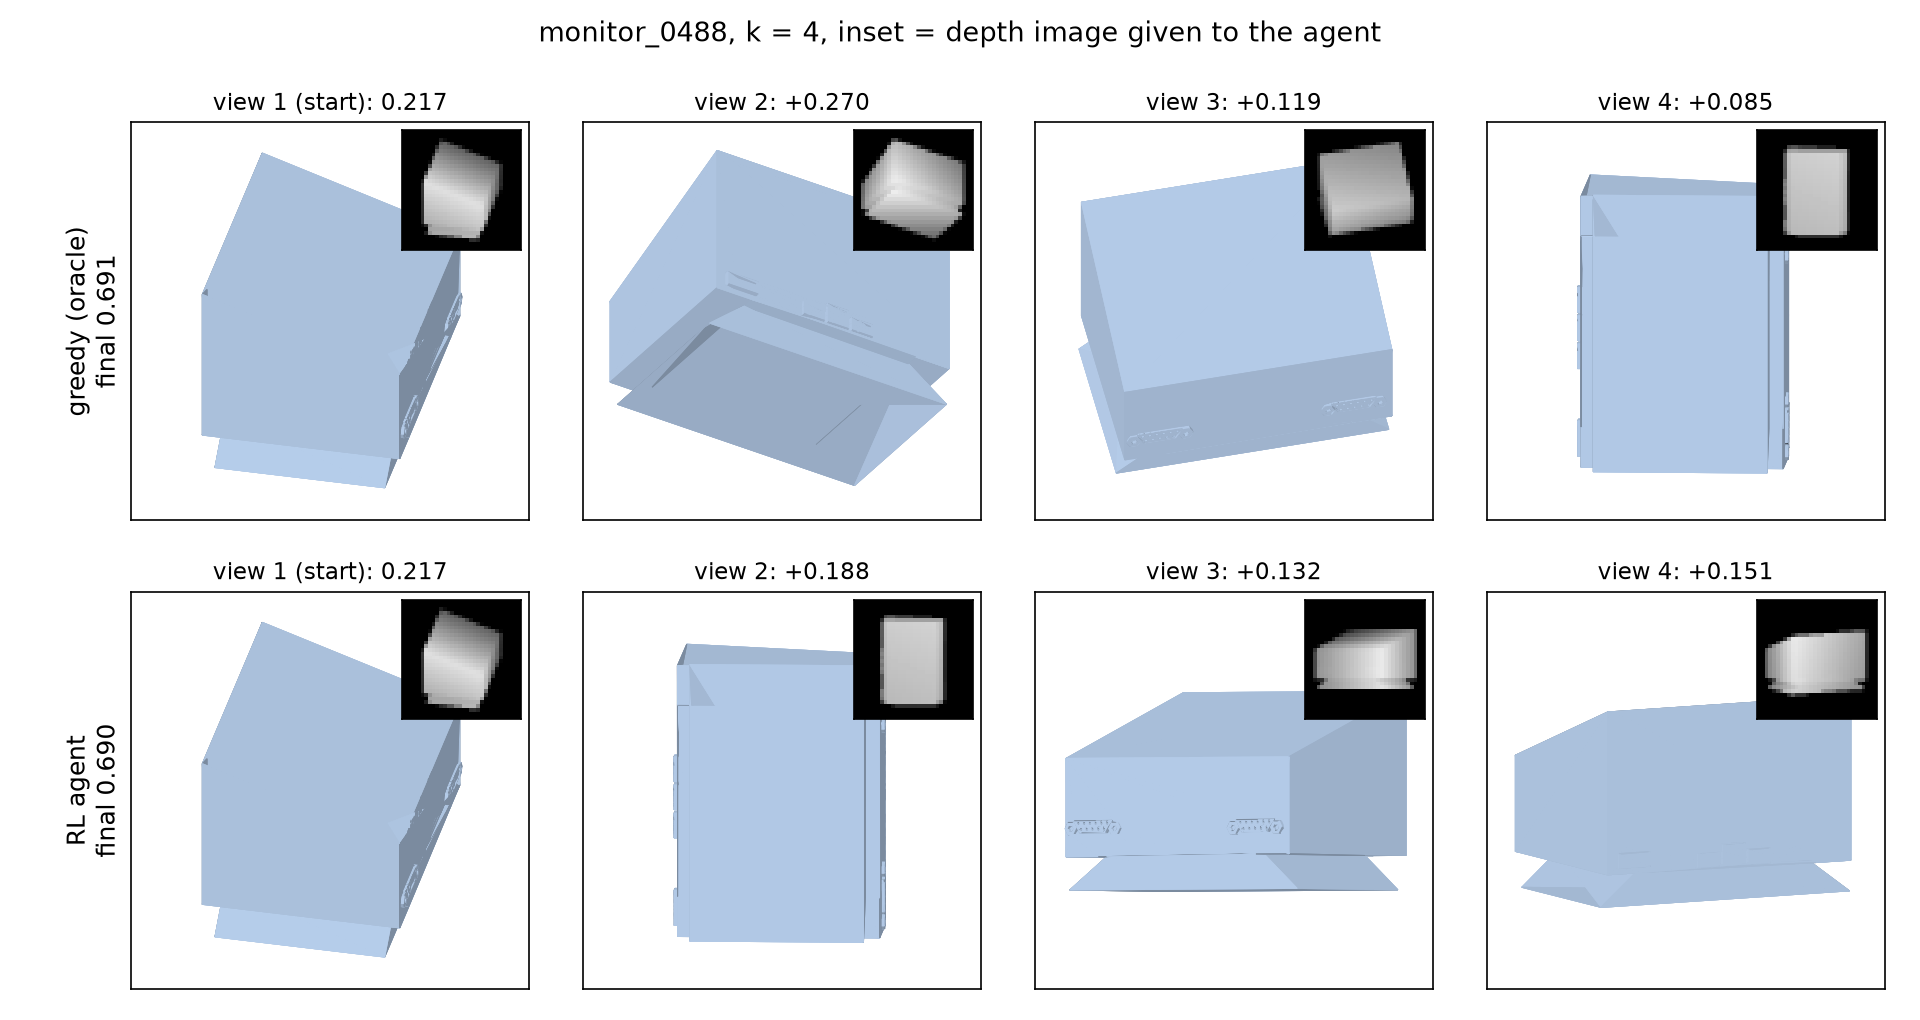 monitor_0488, k = 4, inset = depth image given to the agent
greedy (oracle)
final 0.691
view 1 (start): 0.217
view 2: +0.270
view 3: +0.119
view 4: +0.085
RL agent
final 0.690
view 1 (start): 0.217
view 2: +0.188
view 3: +0.132
view 4: +0.151